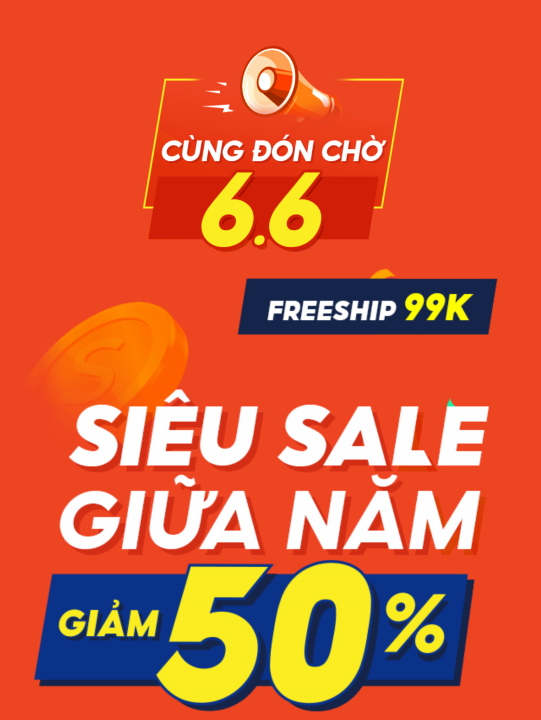 CÙNG ĐÓN CHỜ
6.6
FREESHIP 99K
SIÊU SALE
GIỮA NĂM
GIẢM 50%